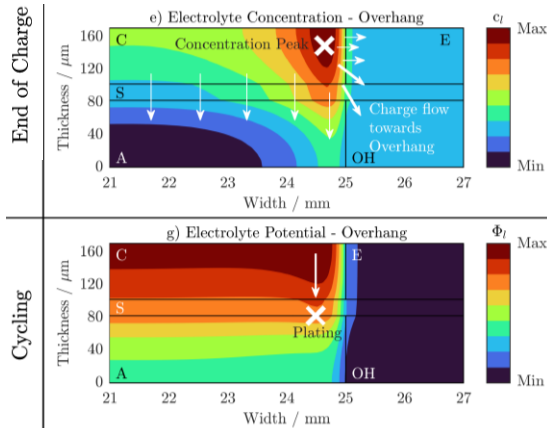 End of Charge
e) Electrolyte Concentration - Overhang
c_l
Thickness / μm
160
120
80
40
0
C
Concentration Peak
E
S
Charge flow
towards
Overhang
A
OH
21
22
23
24
25
26
27
Width / mm
Max
Min
Cycling
g) Electrolyte Potential - Overhang
Φ_l
Thickness / μm
160
120
80
40
0
C
E
S
Plating
A
OH
21
22
23
24
25
26
27
Width / mm
Max
Min